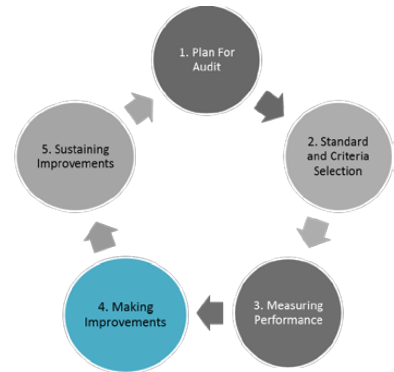 1. Plan For
Audit
2. Standard
and Criteria
Selection
3. Measuring
Performance
4. Making
Improvements
5. Sustaining
Improvements